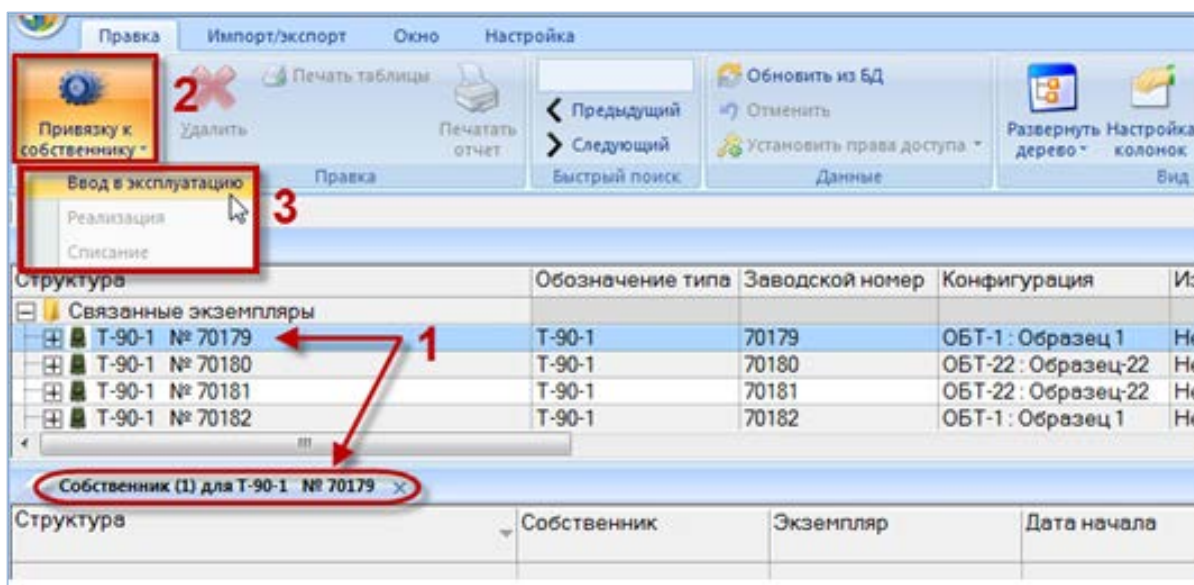 Правка Импорт/экспорт Окно Настройка
Привязку к собственнику
2
Удалить
Печать таблицы
Печатать отчет
Правка
Предыдущий
Следующий
Быстрый поиск
Обновить из БД
Отменить
Установить права доступа
Данные
Развернуть дерево
Настройка колонок
Вид
Ввод в эксплуатацию
Реализация
Списание
3
Структура Обозначение типа Заводской номер Конфигурация
Связанные экземпляры
Т-90-1 № 70179 Т-90-1 70179 ОБТ-1 : Образец 1 Не
Т-90-1 № 70180 Т-90-1 70180 ОБТ-22 : Образец-22 Не
Т-90-1 № 70181 Т-90-1 70181 ОБТ-22 : Образец-22 Не
Т-90-1 № 70182 Т-90-1 70182 ОБТ-1 : Образец 1 Не
1
Собственник (1) для Т-90-1 № 70179
Структура Собственник Экземпляр Дата начала